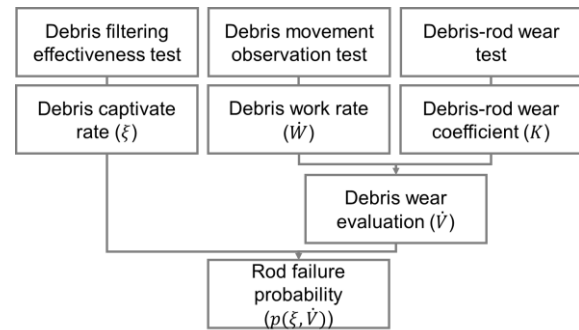 Debris filtering
effectiveness test
Debris movement
observation test
Debris-rod wear
test
Debris captivate
rate (ξ)
Debris work rate
(Ẇ)
Debris-rod wear
coefficient (K)
Debris wear
evaluation (V̇)
Rod failure
probability
(p(ξ, V̇))